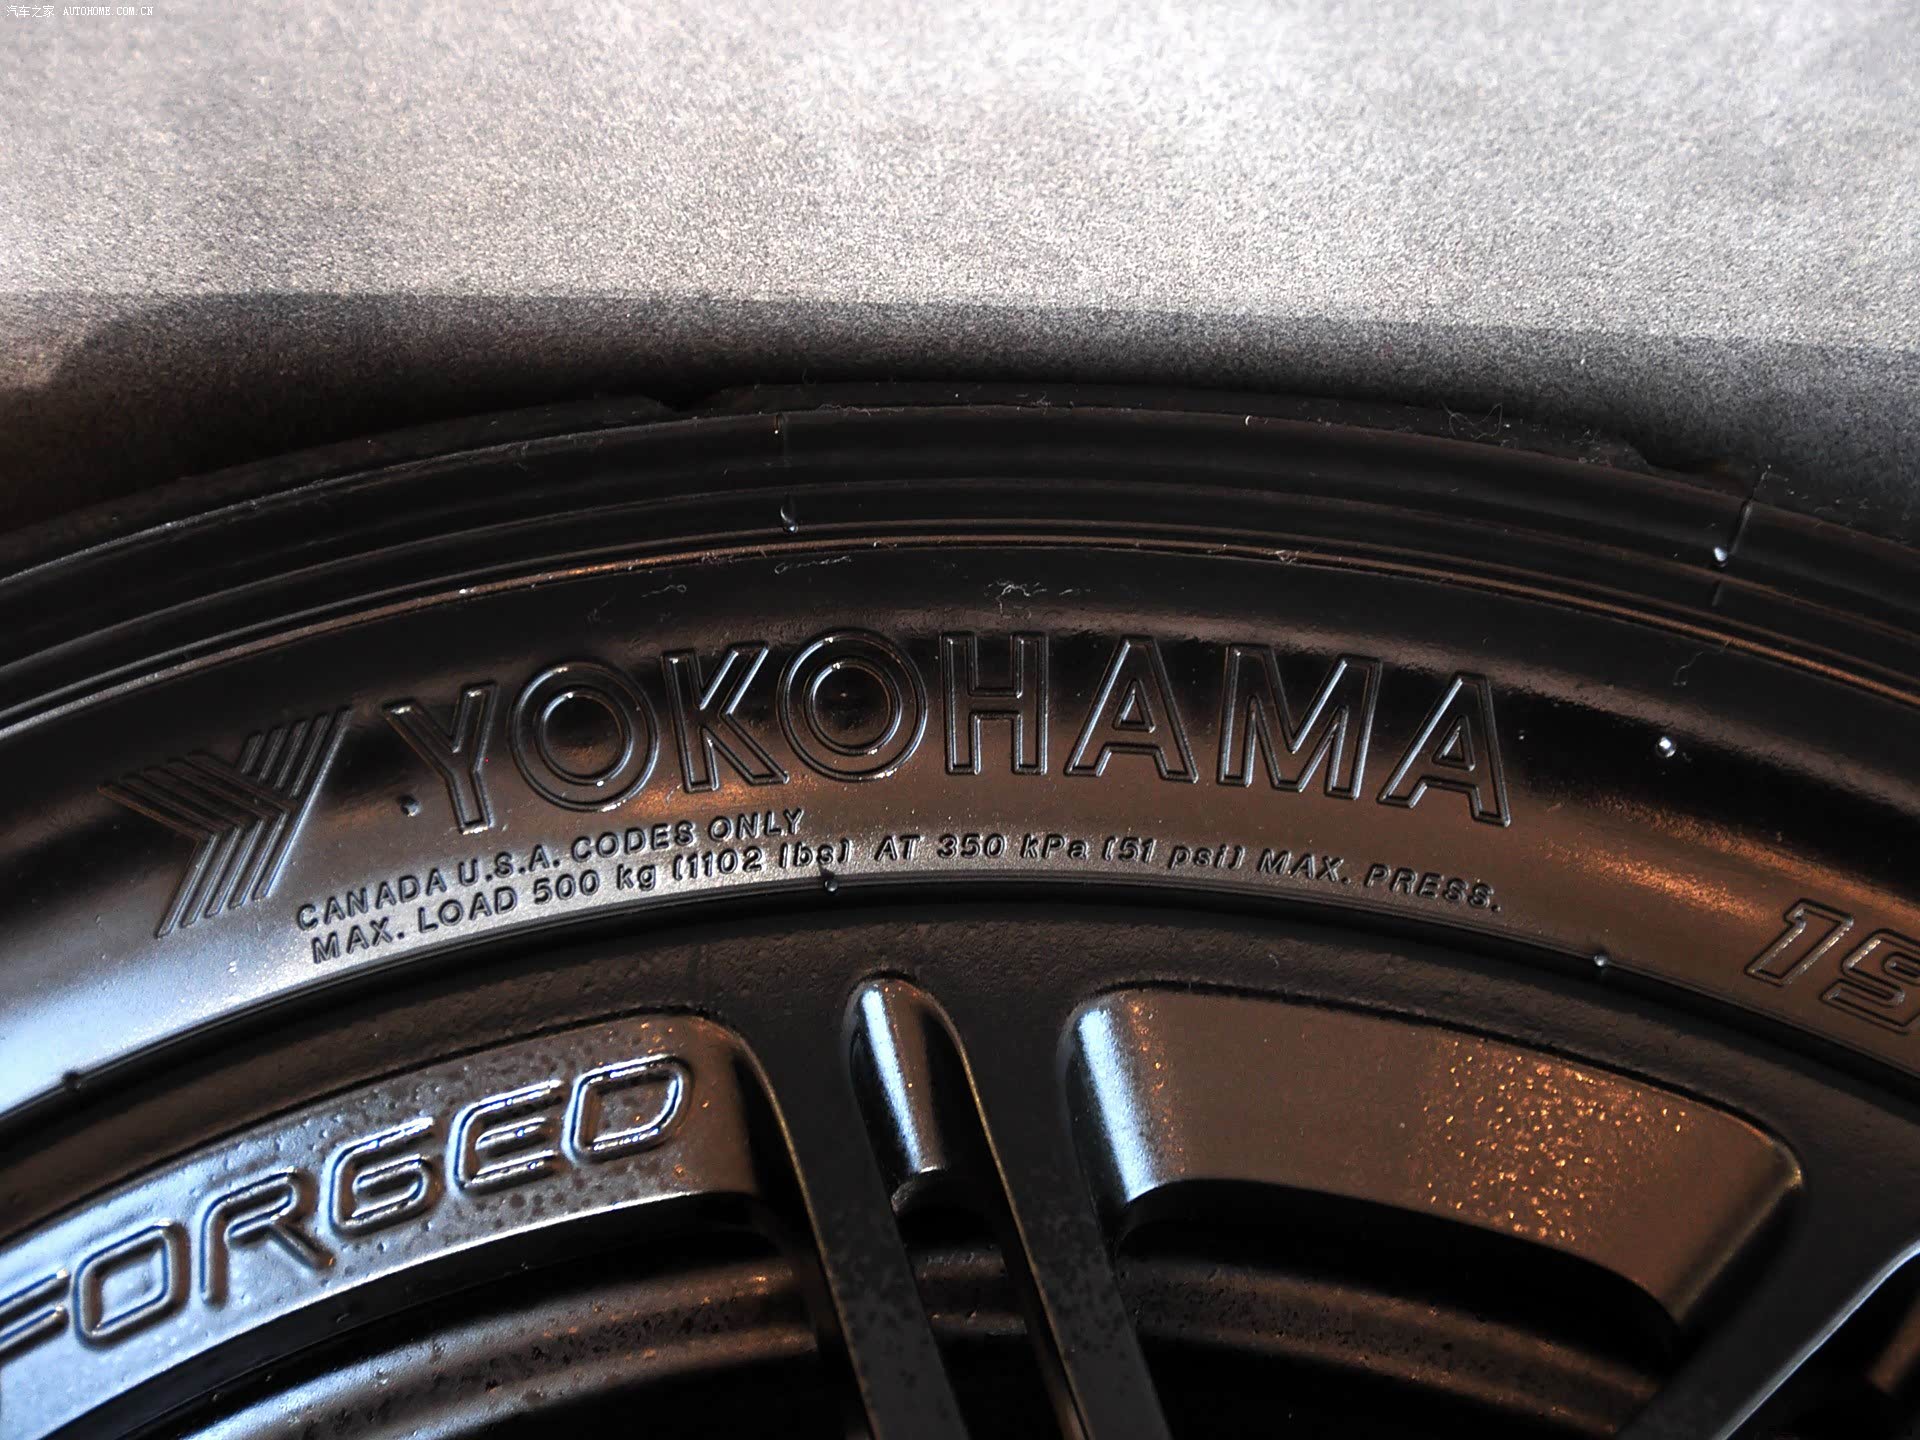 汽车之家 AUTOHOME.COM.CN
YOKOHAMA
CANADA U.S.A. CODES ONLY
MAX. LOAD 500 kg (1102 lbs) AT 350 kPa (51 psi) MAX. PRESS.
19
FORGED